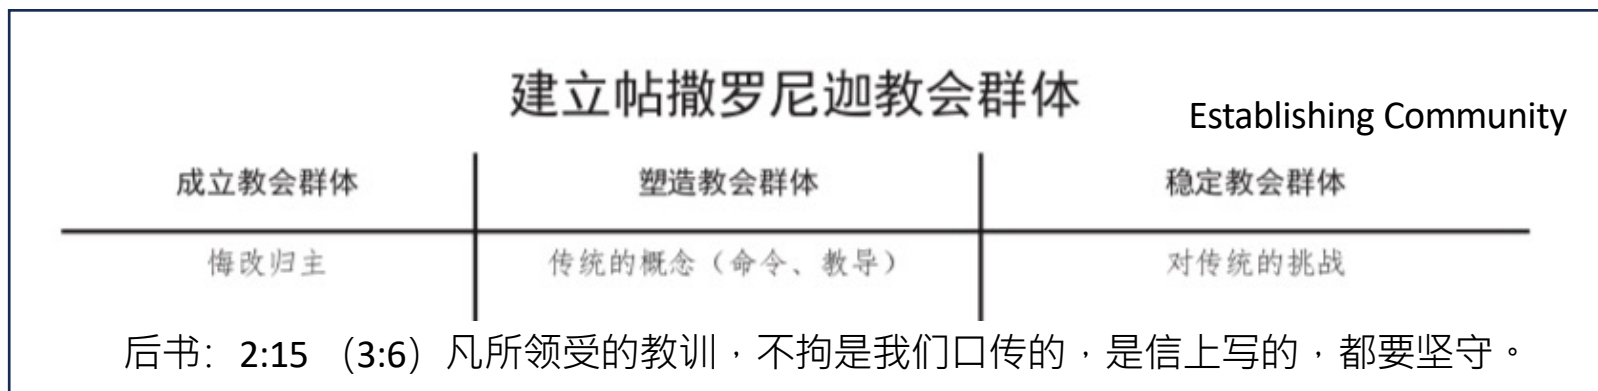 建立帖撒罗尼迦教会群体
Establishing Community
成立教会群体 塑造教会群体 稳定教会群体
悔改归主 传统的概念（命令、教导） 对传统的挑战
后书：2:15 （3:6）凡所领受的教训，不拘是我们口传的，是信上写的，都要坚守。